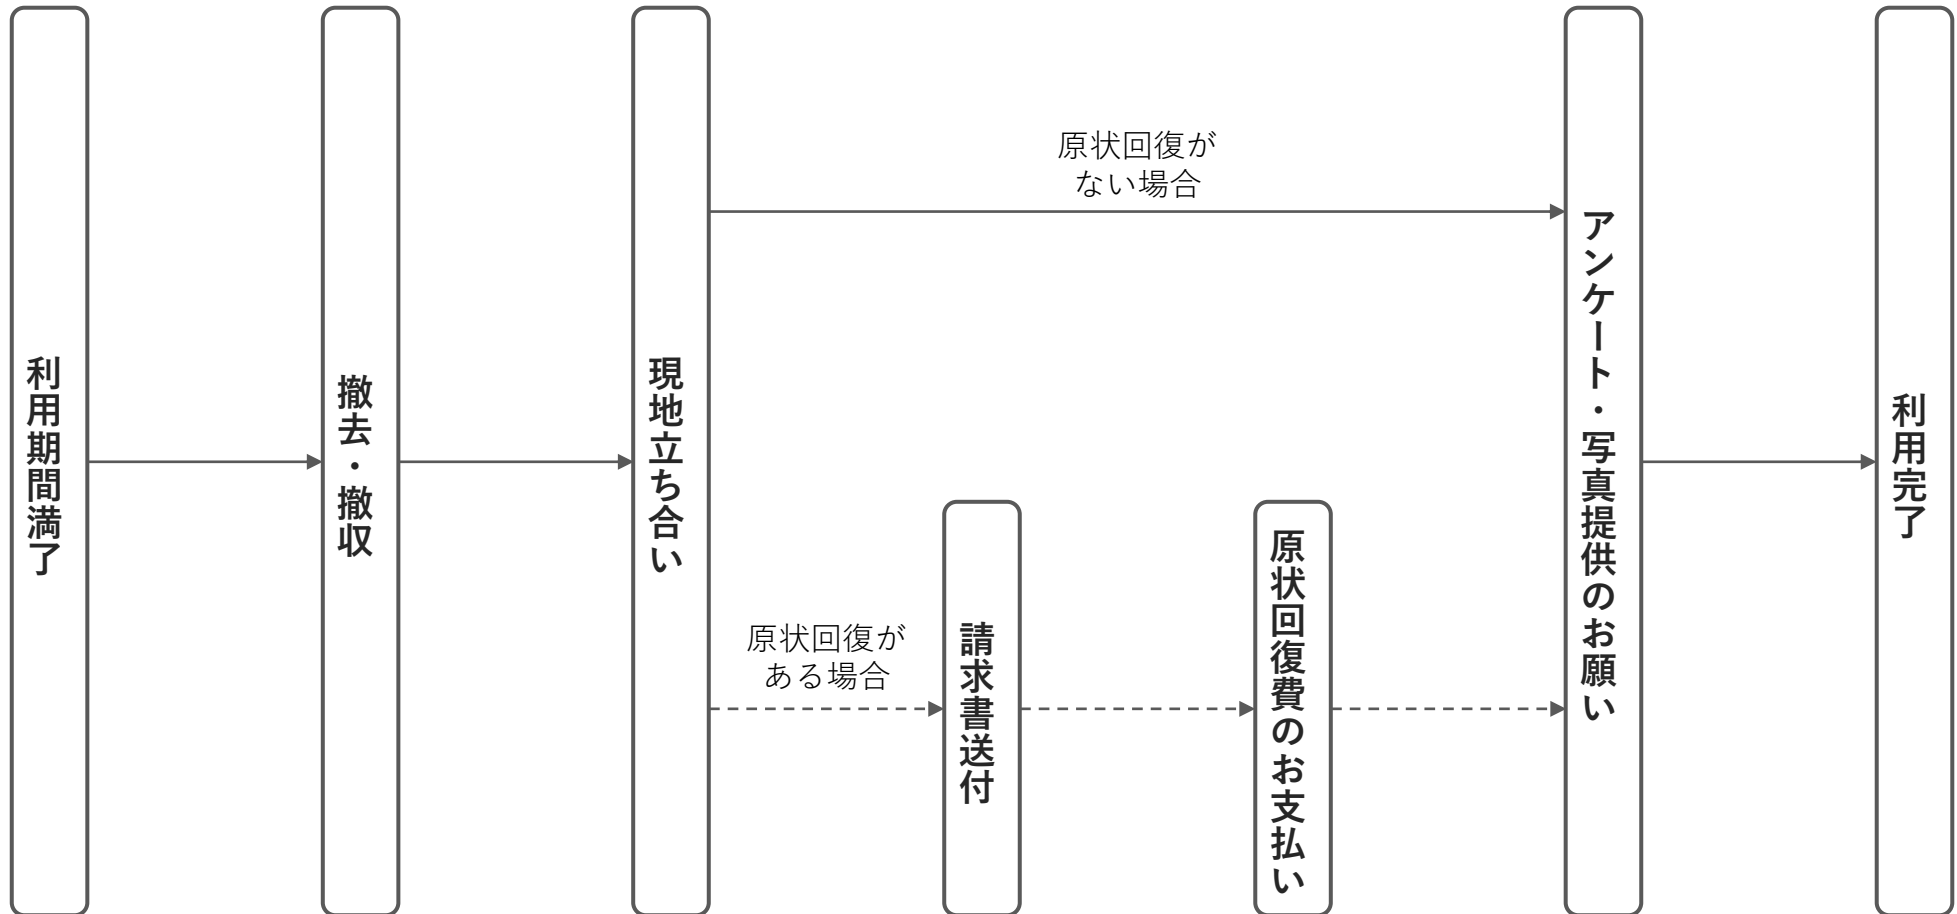 利用期間満了
撤去・撤収
現地立ち合い
原状回復が
ない場合
原状回復が
ある場合
請求書送付
原状回復費のお支払い
アンケート・写真提供のお願い
利用完了